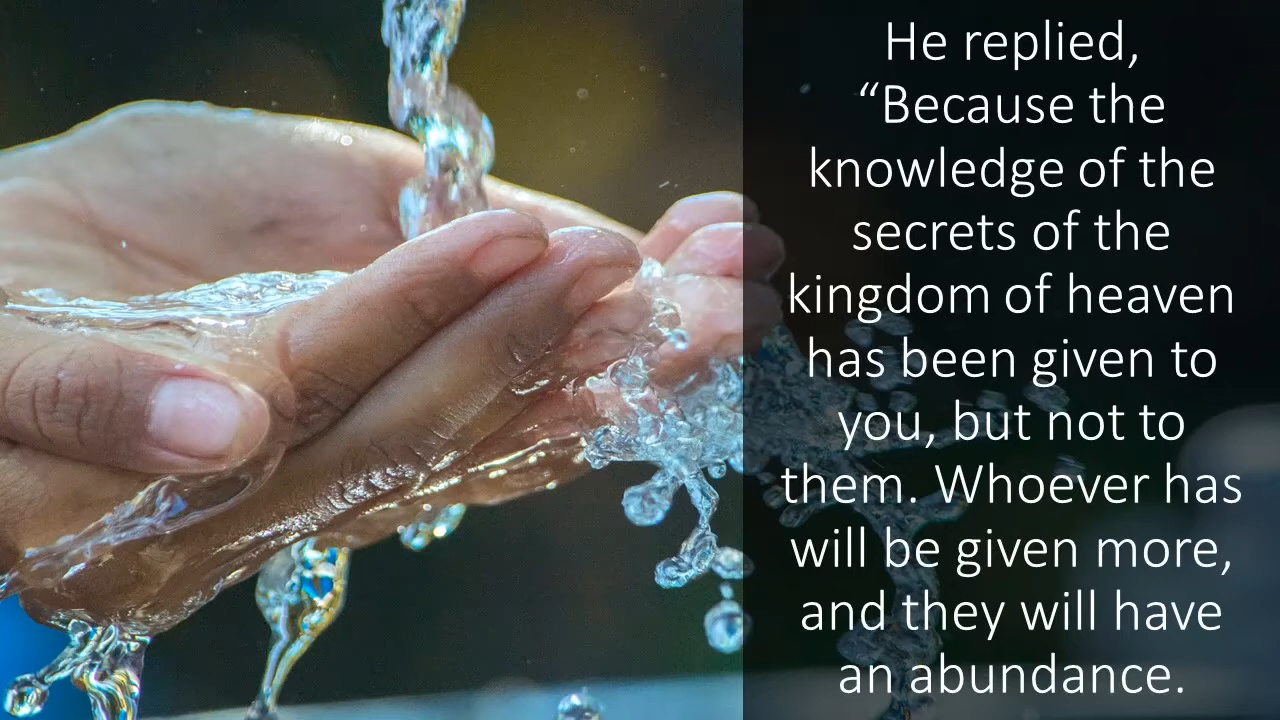 He replied,
“Because the
knowledge of the
secrets of the
kingdom of heaven
has been given to
you, but not to
them. Whoever has
will be given more,
and they will have
an abundance.